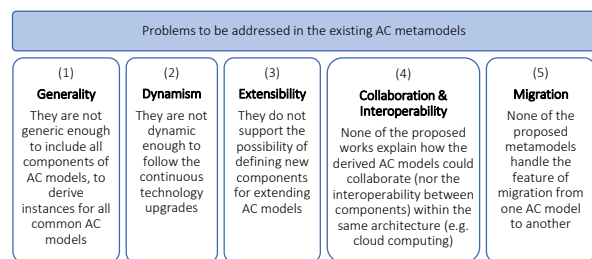 Problems to be addressed in the existing AC metamodels
(1)
Generality
They are not
generic enough
to include all
components of
AC models, to
derive
instances for all
common AC
models
(2)
Dynamism
They are not
dynamic
enough to
follow the
continuous
technology
upgrades
(3)
Extensibility
They do not
support the
possibility of
defining new
components
for extending
AC models
(4)
Collaboration &
Interoperability
None of the proposed
works explain how the
derived AC models could
collaborate (nor the
interoperability between
components) within the
same architecture (e.g.
cloud computing)
(5)
Migration
None of the
proposed
metamodels
handle the
feature of
migration from
one AC model
to another